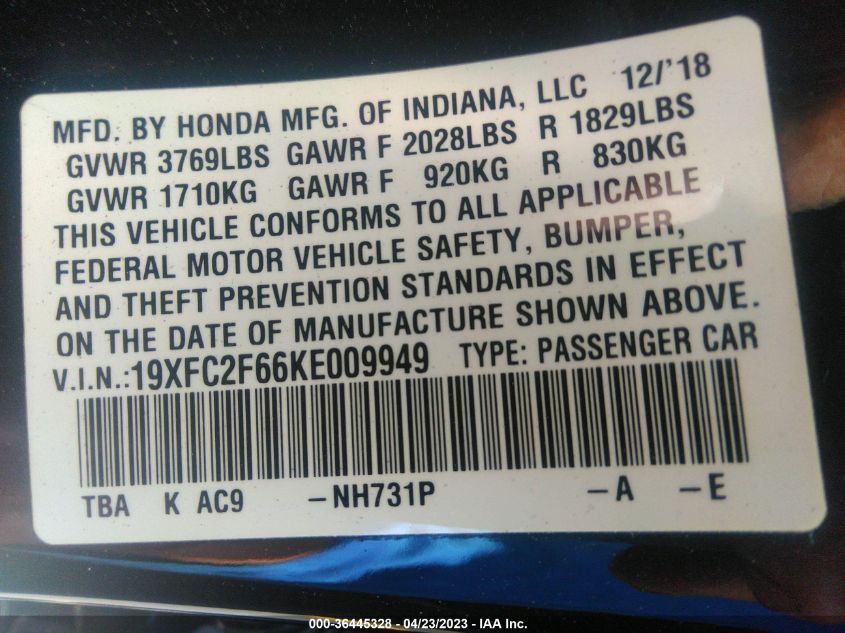 MFD. BY HONDA MFG. OF INDIANA, LLC 12/'18
GVWR 3769LBS GAWR F 2028LBS R 1829LBS
GVWR 1710KG GAWR F 920KG R 830KG
THIS VEHICLE CONFORMS TO ALL APPLICABLE
FEDERAL MOTOR VEHICLE SAFETY, BUMPER,
AND THEFT PREVENTION STANDARDS IN EFFECT
ON THE DATE OF MANUFACTURE SHOWN ABOVE.
V.I.N.:19XFC2F66KE009949 TYPE: PASSENGER CAR
TBA K AC9 –NH731P –A –E
000-36445328 - 04/23/2023 - IAA Inc.